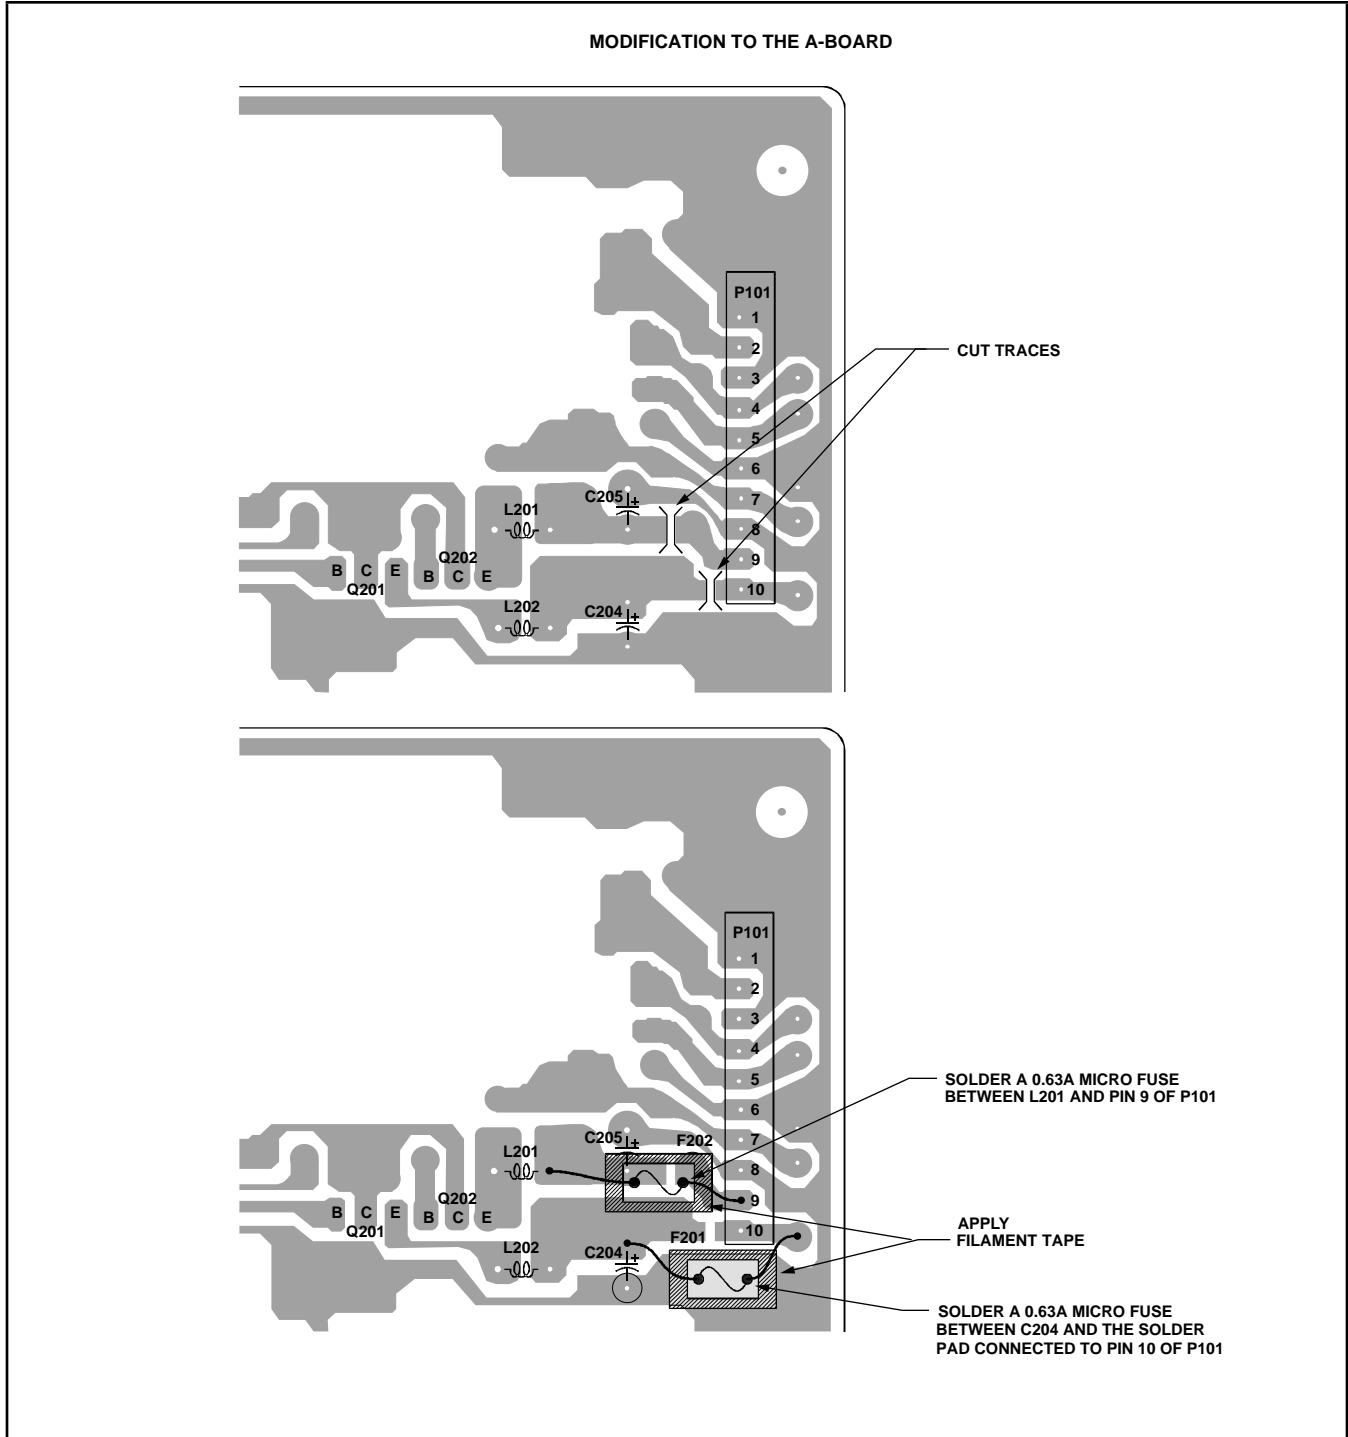 MODIFICATION TO THE A-BOARD
P101
1
2
CUT TRACES
3
4
5
6
7
C205
+
L201
8
9
Q202
B C E B C E
Q201
10
L202
C204
+
P101
1
2
3
4
5
6
7
SOLDER A 0.63A MICRO FUSE
BETWEEN L201 AND PIN 9 OF P101
C205
+
F202
L201
8
9
Q202
B C E B C E
Q201
10
F201
L202
C204
+
APPLY
FILAMENT TAPE
SOLDER A 0.63A MICRO FUSE
BETWEEN C204 AND THE SOLDER
PAD CONNECTED TO PIN 10 OF P101